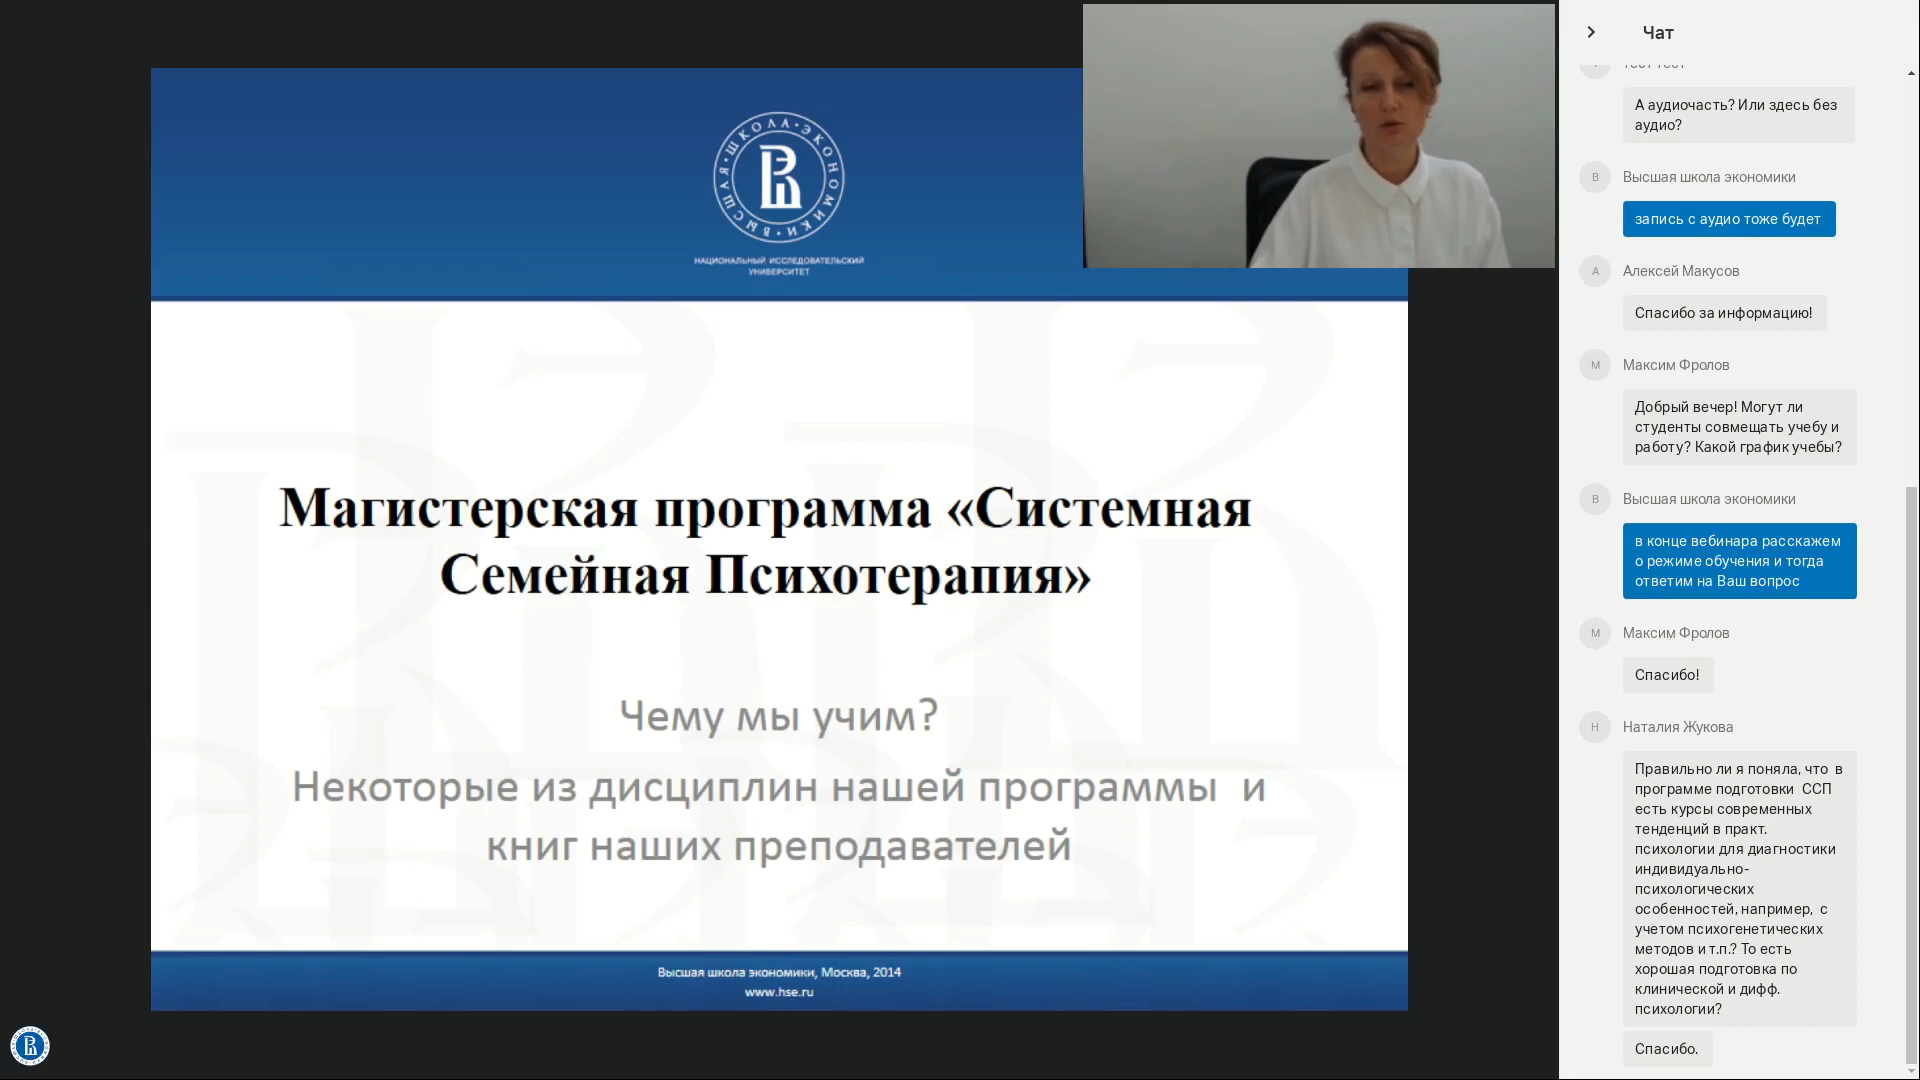 ВЫСШАЯ • ШКОЛА • ЭКОНОМИКИ •
НАЦИОНАЛЬНЫЙ ИССЛЕДОВАТЕЛЬСКИЙ
УНИВЕРСИТЕТ
Магистерская программа «Системная
Семейная Психотерапия»
Чему мы учим?
Некоторые из дисциплин нашей программы и
книг наших преподавателей
Высшая школа экономики, Москва, 2014
www.hse.ru
Чат
А аудиочасть? Или здесь без
аудио?
В
Высшая школа экономики
запись с аудио тоже будет
А
Алексей Макусов
Спасибо за информацию!
М
Максим Фролов
Добрый вечер! Могут ли
студенты совмещать учебу и
работу? Какой график учебы?
В
Высшая школа экономики
в конце вебинара расскажем
о режиме обучения и тогда
ответим на Ваш вопрос
М
Максим Фролов
Спасибо!
Н
Наталия Жукова
Правильно ли я поняла, что в
программе подготовки ССП
есть курсы современных
тенденций в практ.
психологии для диагностики
индивидуально-
психологических
особенностей, например, с
учетом психогенетических
методов и т.п.? То есть
хорошая подготовка по
клинической и дифф.
психологии?
Спасибо.